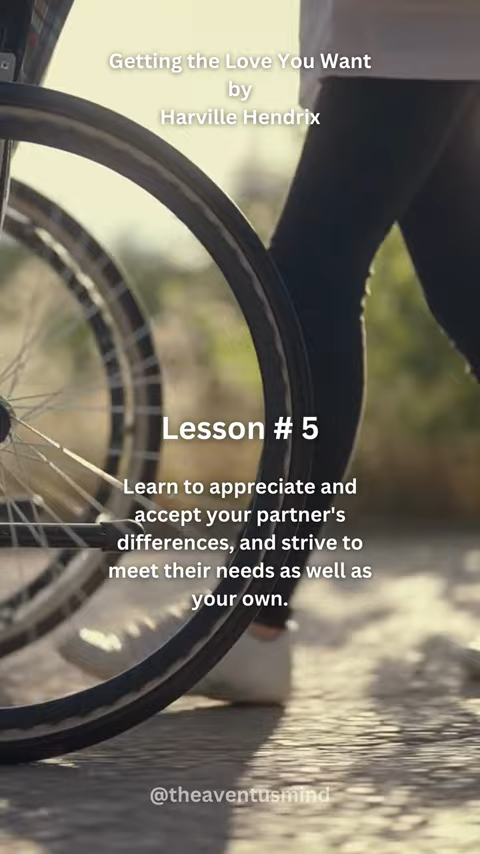 Getting the Love You Want
by
Harville Hendrix
Lesson # 5
Learn to appreciate and
accept your partner's
differences, and strive to
meet their needs as well as
your own.
@theaventusmind